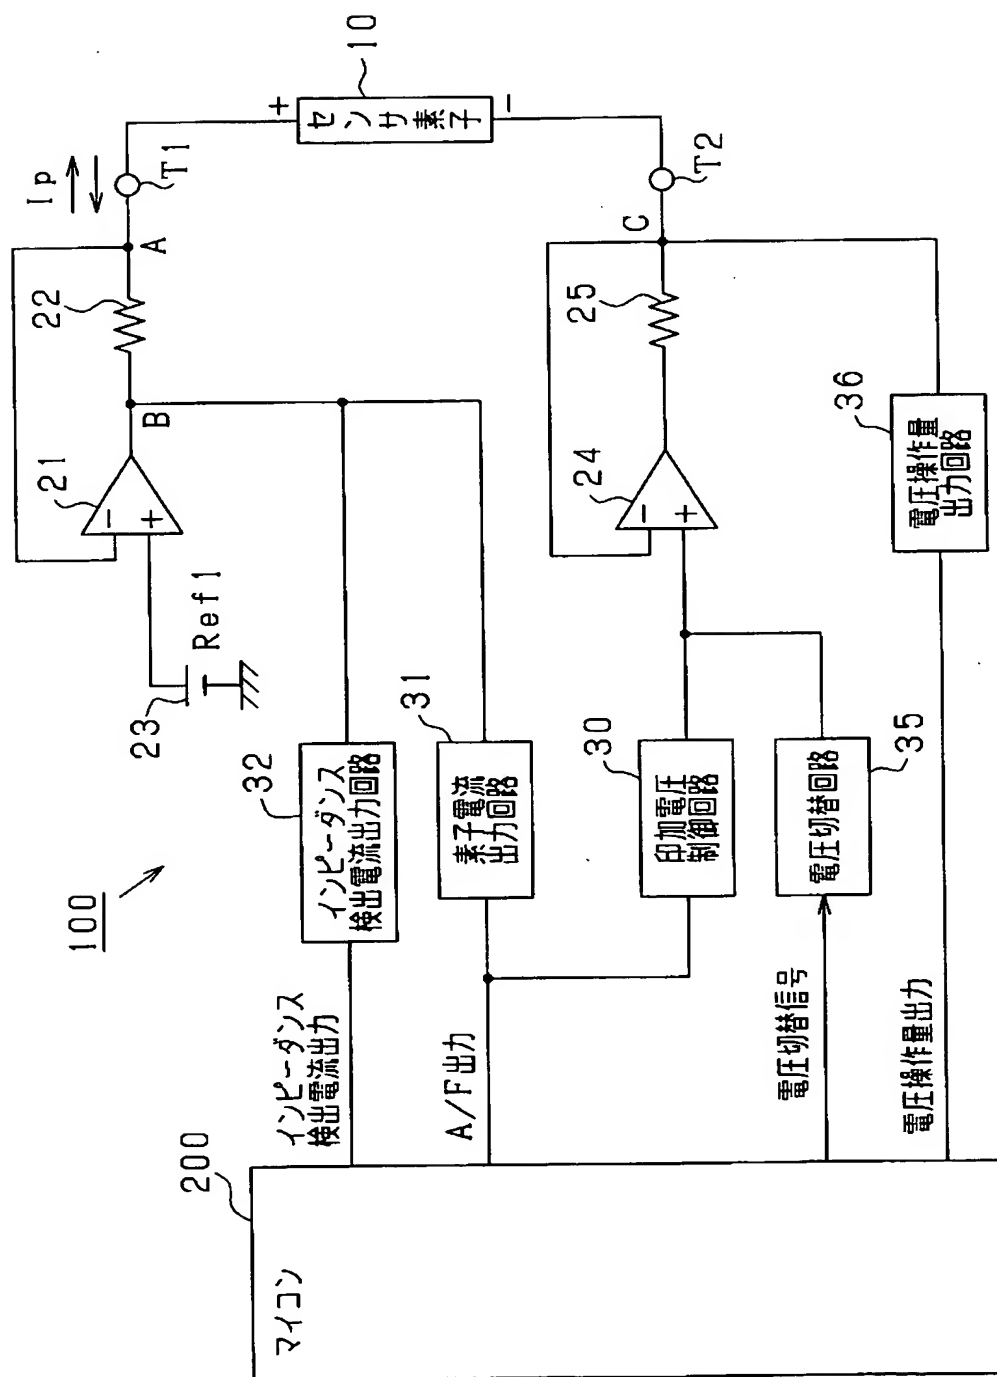 100
マイコン
200
インピーダンス
検出電流出力
A/F出力
電圧切替信号
電圧操作量出力
32
インピーダンス
検出電流出力回路
31
素子電流
出力回路
30
印加電圧
制御回路
電圧切替回路
35
23
Ref1
21
-
+
B
22
A
Ip
T1
+
センサ素子
10
-
24
-
+
25
C
T2
36
電圧操作量
出力回路